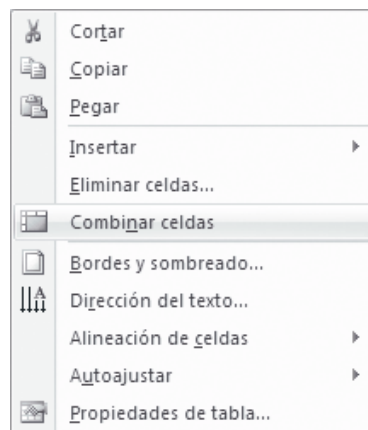 Cortar
Copiar
Pegar
Insertar
Eliminar celdas...
Combinar celdas
Bordes y sombreado...
Dirección del texto...
Alineación de celdas
Autoajustar
Propiedades de tabla...